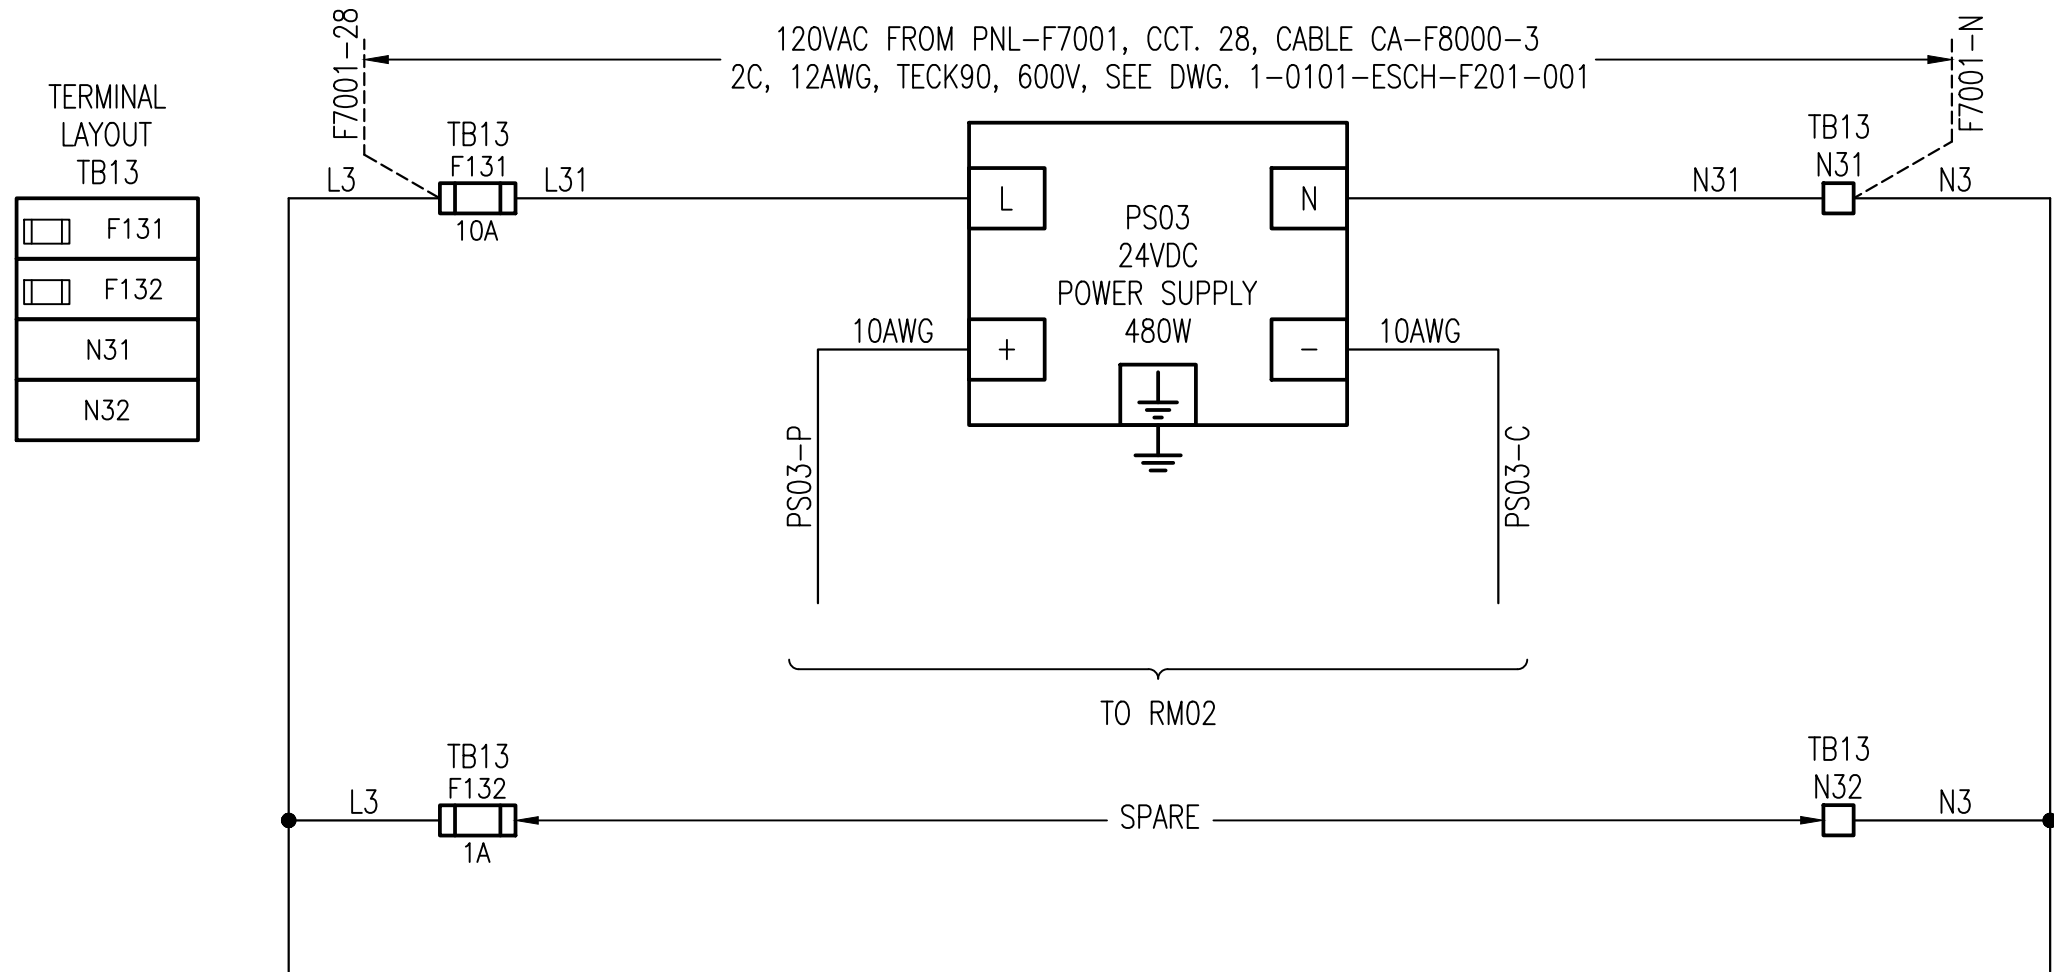 120VAC FROM PNL-F7001, CCT. 28, CABLE CA-F8000-3
2C, 12AWG, TECK90, 600V, SEE DWG. 1-0101-ESCH-F201-001
F7001-28
F7001-N
TERMINAL
LAYOUT
TB13
F131
F132
N31
N32
L3
TB13
F131
10A
L31
L
N
PS03
24VDC
POWER SUPPLY
480W
+
-
N31
TB13
N31
N3
10AWG
10AWG
PS03-P
PS03-C
TO RM02
L3
TB13
F132
1A
SPARE
TB13
N32
N3